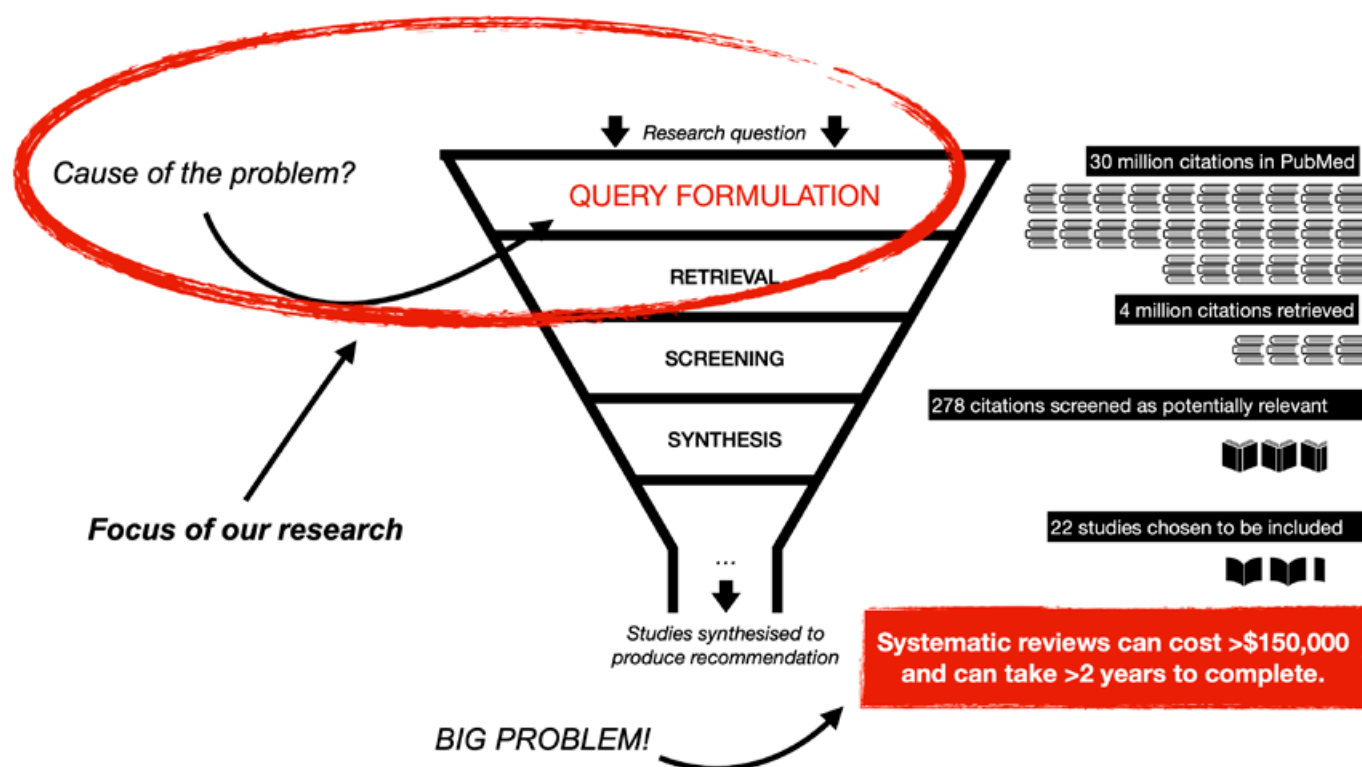 Research question
Cause of the problem?
QUERY FORMULATION
30 million citations in PubMed
RETRIEVAL
4 million citations retrieved
SCREENING
278 citations screened as potentially relevant
SYNTHESIS
Focus of our research
22 studies chosen to be included
...
Studies synthesised to
produce recommendation
Systematic reviews can cost >$150,000
and can take >2 years to complete.
BIG PROBLEM!